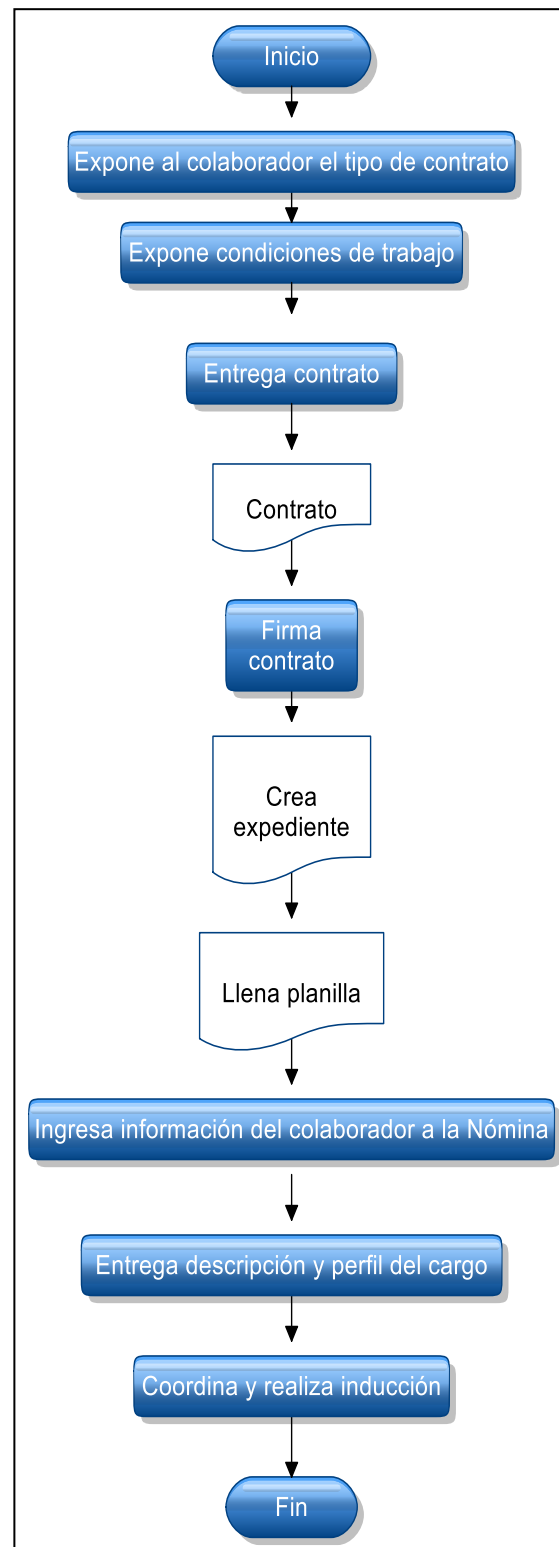 Inicio
Expone al colaborador el tipo de contrato
Expone condiciones de trabajo
Entrega contrato
Contrato
Firma
contrato
Crea
expediente
Llena planilla
Ingresa información del colaborador a la Nómina
Entrega descripción y perfil del cargo
Coordina y realiza inducción
Fin